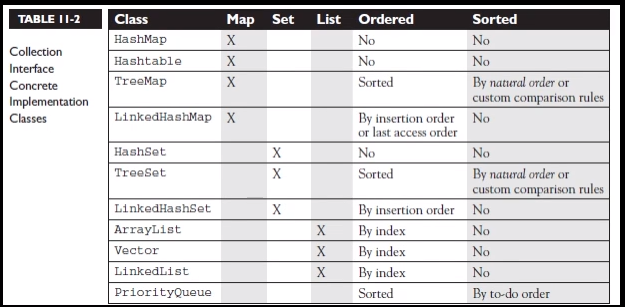 TABLE 11-2
Collection
Interface
Concrete
Implementation
Classes
Class Map Set List Ordered Sorted
HashMap X No No
Hashtable X No No
TreeMap X Sorted By natural order or
custom comparison rules
LinkedHashMap X By insertion order No
or last access order
HashSet X No No
TreeSet X Sorted By natural order or
custom comparison rules
LinkedHashSet X By insertion order No
ArrayList X By index No
Vector X By index No
LinkedList X By index No
PriorityQueue Sorted By to-do order